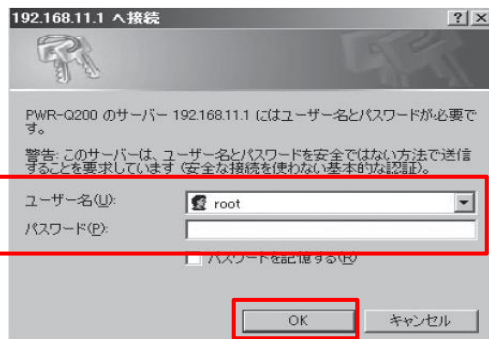 192.168.11.1 へ接続
PWR-Q200 のサーバー 192.168.11.1 にはユーザー名とパスワードが必要で
す。
警告: このサーバーは、ユーザー名とパスワードを安全ではない方法で送信
することを要求しています (安全な接続を使わない基本的な認証)。
ユーザー名(U):
root
パスワード(P):
パスワードを記憶する(R)
OK
キャンセル